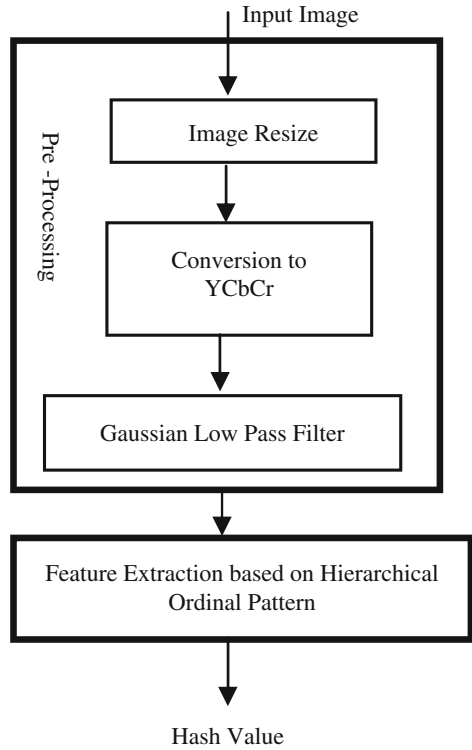 Input Image
Pre -Processing
Image Resize
Conversion to
YCbCr
Gaussian Low Pass Filter
Feature Extraction based on Hierarchical
Ordinal Pattern
Hash Value